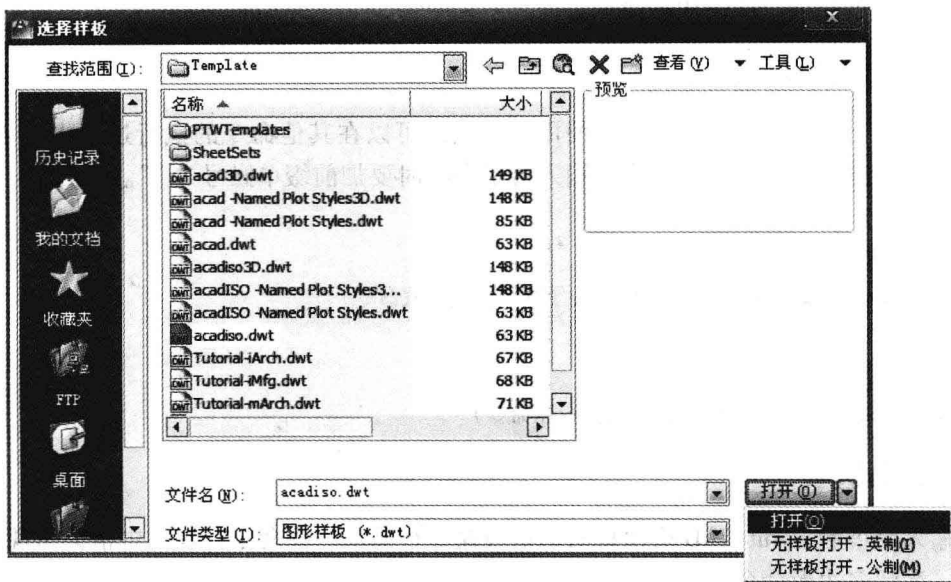 选择样板
查找范围(I):
Template
查看(V)
工具(L)
历史记录
我的文档
收藏夹
FTP
桌面
名称
大小
预览
PTWTemplates
SheetSets
acad3D.dwt 149 KB
acad -Named Plot Styles3D.dwt 148 KB
acad -Named Plot Styles.dwt 85 KB
acad.dwt 63 KB
acadiso3D.dwt 148 KB
acadISO -Named Plot Styles3... 148 KB
acadISO -Named Plot Styles.dwt 63 KB
acadiso.dwt 63 KB
Tutorial-iArch.dwt 67 KB
Tutorial-iMfg.dwt 68 KB
Tutorial-mArch.dwt 71 KB
文件名(N):
acadiso.dwt
打开(O)
文件类型(T):
图形样板 (*.dwt)
打开(O)
无样板打开 - 英制(I)
无样板打开 - 公制(M)